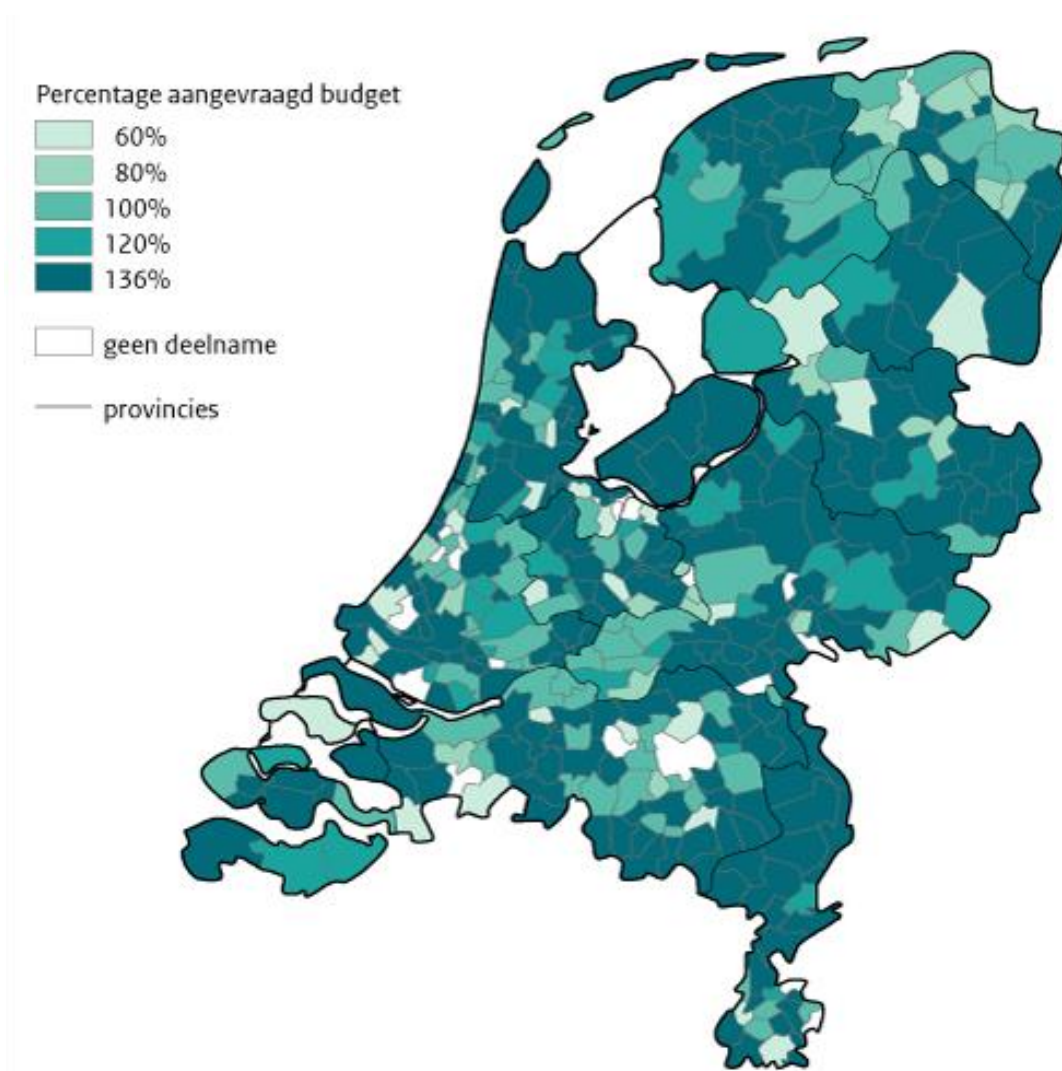 Percentage aangevraagd budget
60%
80%
100%
120%
136%
geen deelname
provincies